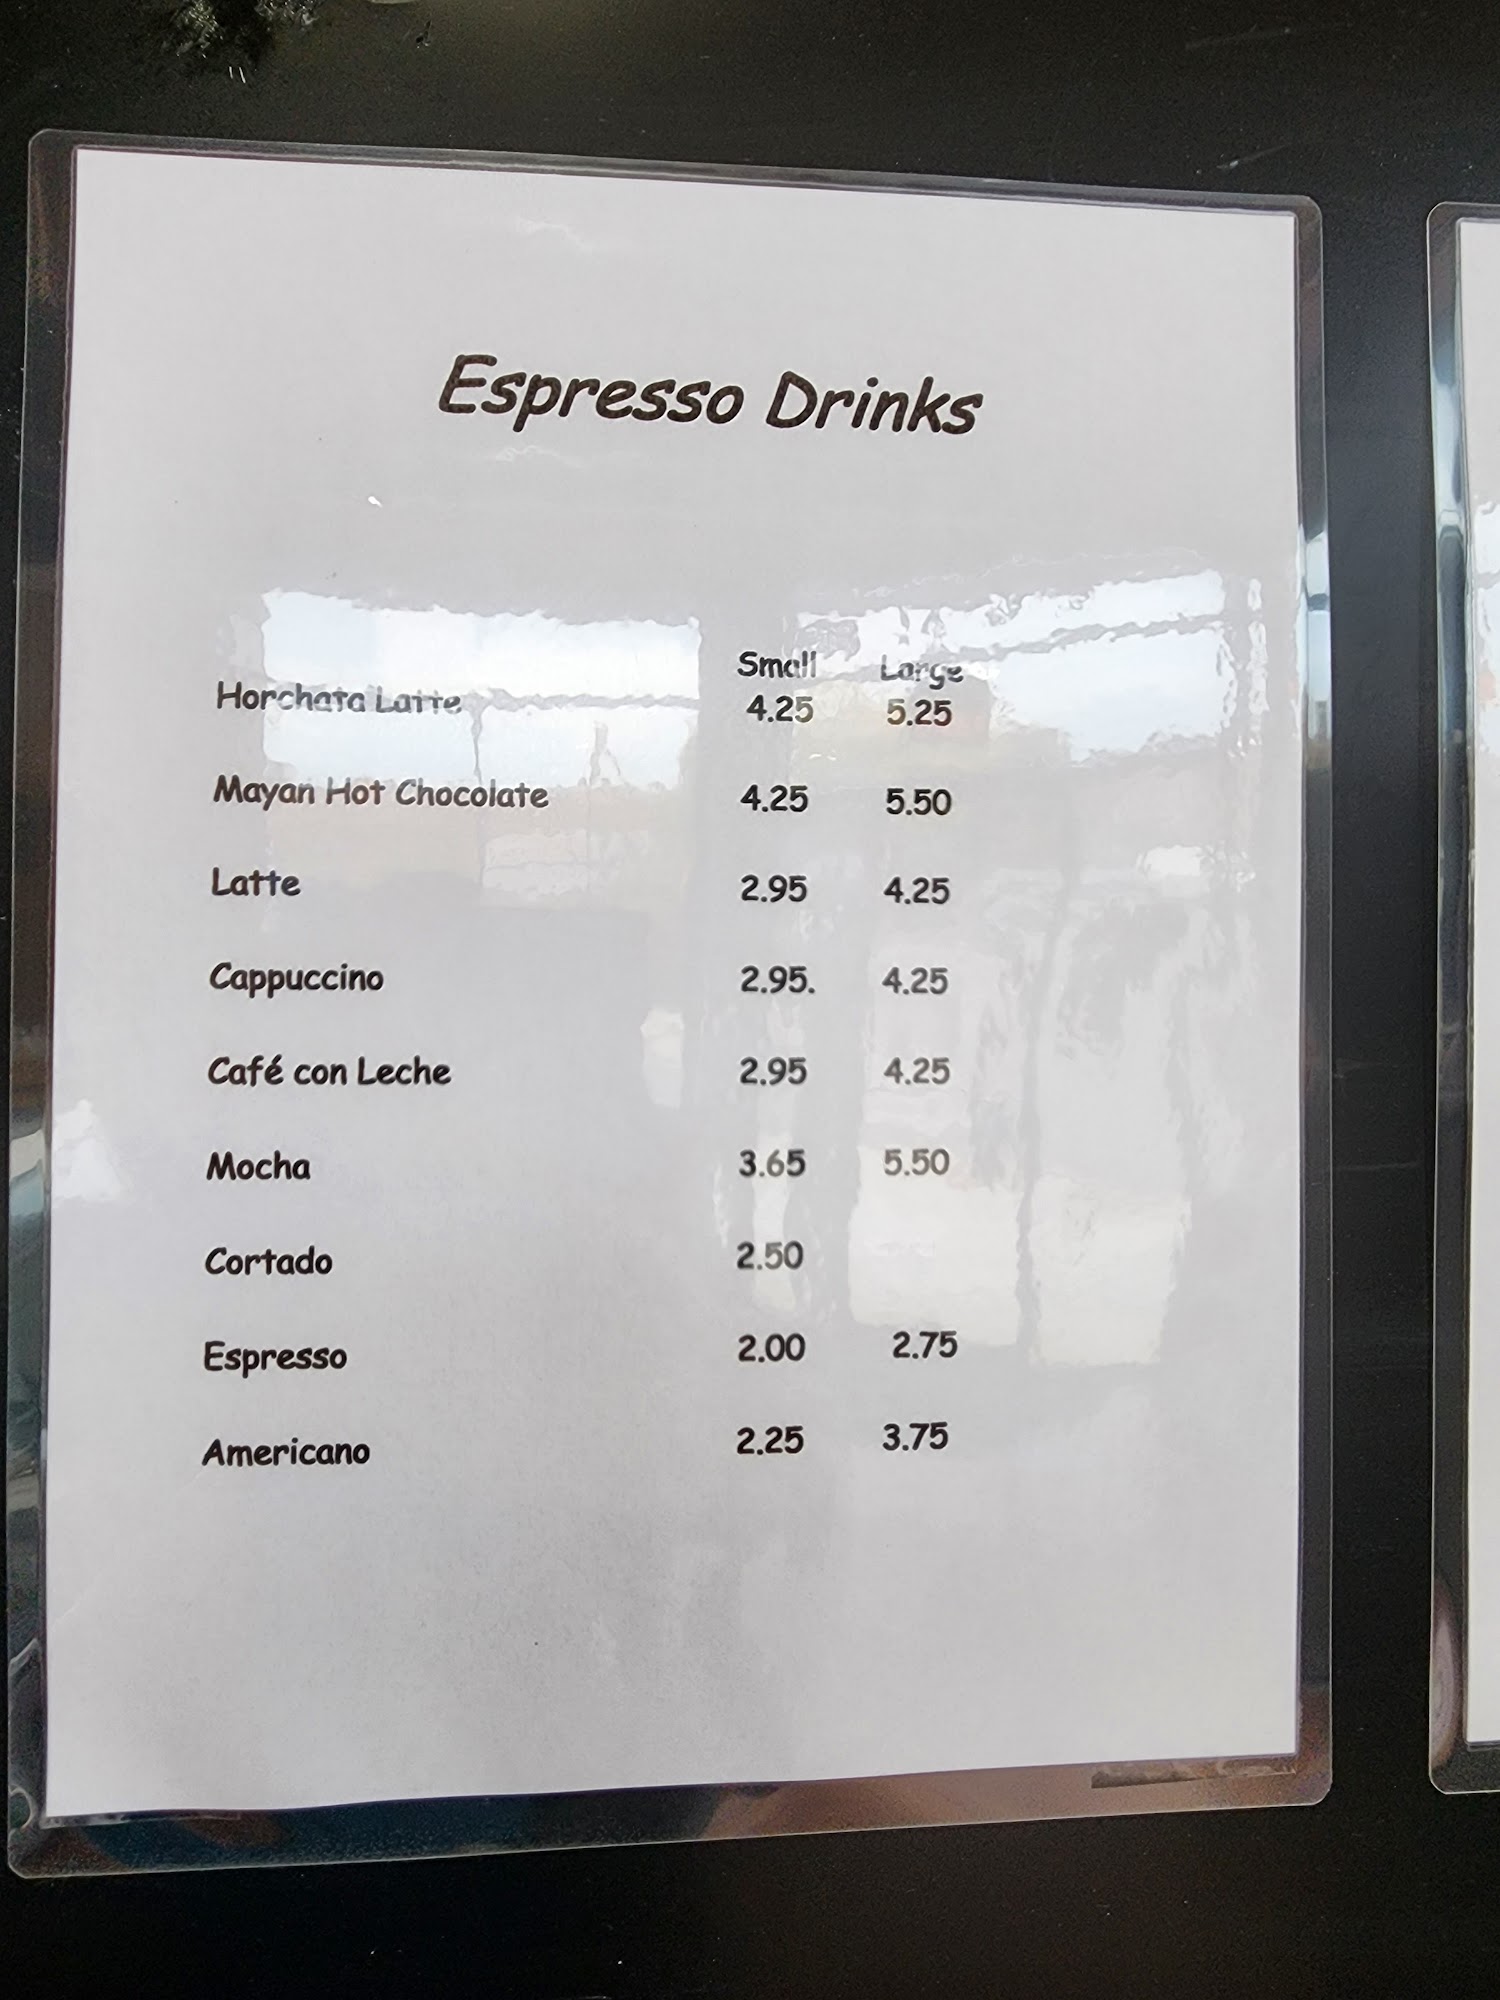 Espresso Drinks
Small Large
Horchata Latte 4.25 5.25
Mayan Hot Chocolate 4.25 5.50
Latte 2.95 4.25
Cappuccino 2.95. 4.25
Café con Leche 2.95 4.25
Mocha 3.65 5.50
Cortado 2.50
Espresso 2.00 2.75
Americano 2.25 3.75